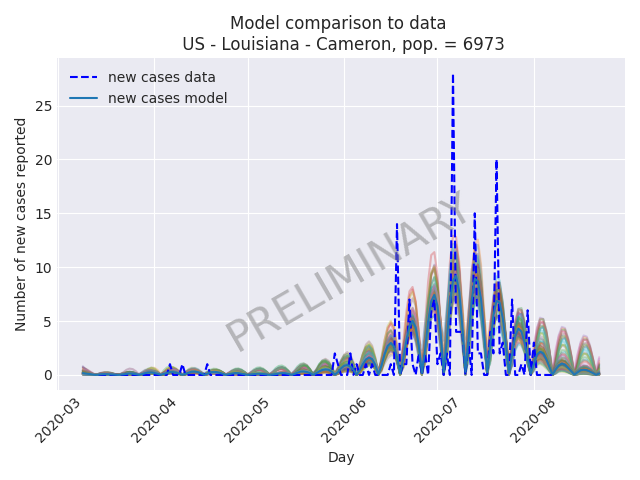 Model comparison to data
US - Louisiana - Cameron, pop. = 6973
new cases data
new cases model
Number of new cases reported
25
20
15
10
5
0
PRELIMINARY
2020-03
2020-04
2020-05
2020-06
2020-07
2020-08
Day